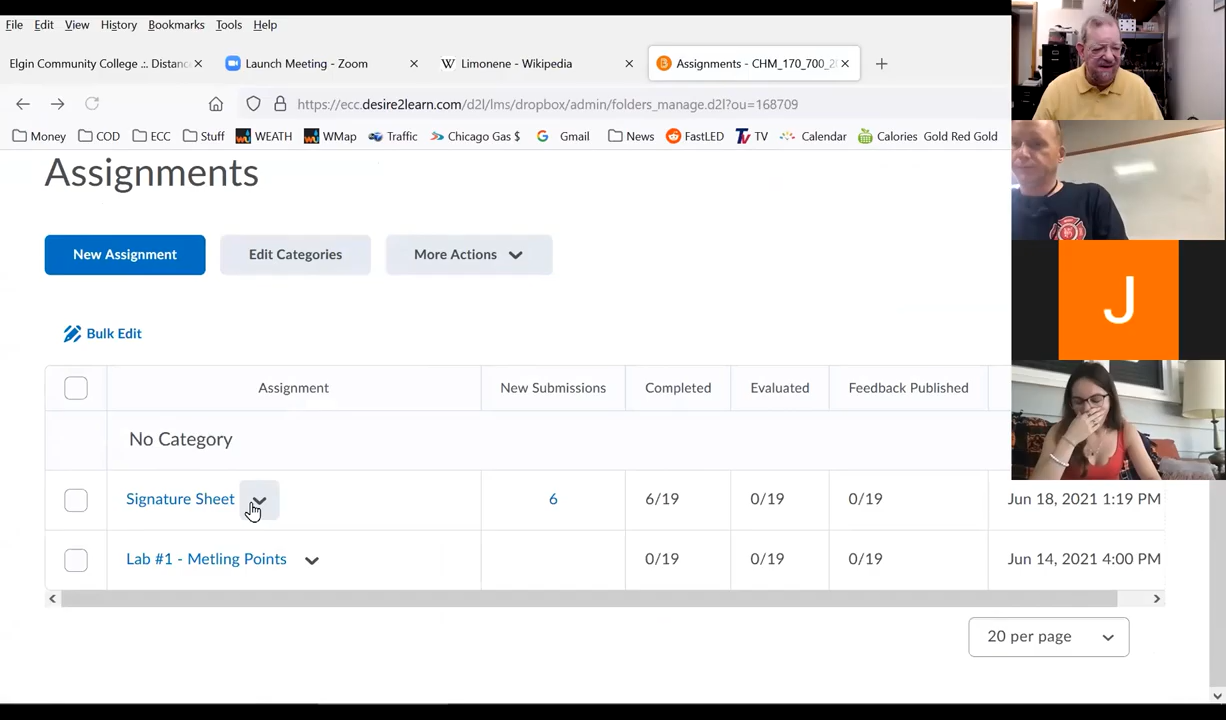 File Edit View History Bookmarks Tools Help
Elgin Community College .:. Distanc Launch Meeting - Zoom Limonene - Wikipedia Assignments - CHM_170_700_2
https://ecc.desire2learn.com/d2l/lms/dropbox/admin/folders_manage.d2l?ou=168709
Money COD ECC Stuff WEATH WMap Traffic Chicago Gas $ Gmail News FastLED TV Calendar Calories Gold Red Gold
Assignments
New Assignment Edit Categories More Actions
Bulk Edit
Assignment New Submissions Completed Evaluated Feedback Published
No Category
Signature Sheet 6 6/19 0/19 0/19 Jun 18, 2021 1:19 PM
Lab #1 - Metling Points 0/19 0/19 0/19 Jun 14, 2021 4:00 PM
20 per page
J